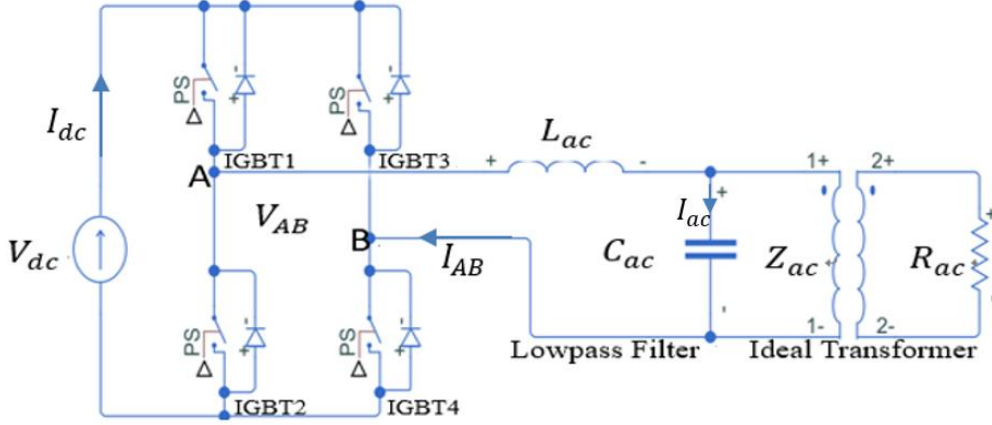 PS
PS
I_dc
L_ac
IGBT1
IGBT3
+
-
1+
2+
A
+
I_ac
V_AB
V_dc
B
I_AB
C_ac
Z_ac
R_ac
PS
PS
1-
2-
Lowpass Filter
Ideal Transformer
IGBT2
IGBT4